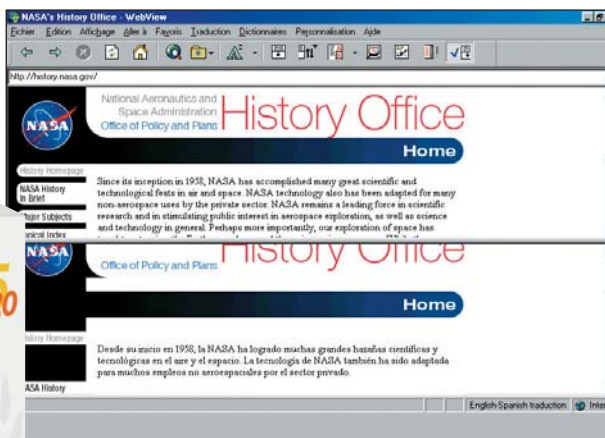 NASA's History Office - WebView
Fichier Édition Affichage Aller à Favoris Traduction Dictionnaires Personnalisation Aide
http://history.nasa.gov/
National Aeronautics and
Space Administration
Office of Policy and Plans
History Office
NASA
Home
History Homepage
NASA History
In Brief
Major Subjects
Topical Index
Since its inception in 1958, NASA has accomplished many great scientific and
technological feats in air and space. NASA technology also has been adapted for many
non-aerospace uses by the private sector. NASA remains a leading force in scientific
research and in stimulating public interest in aerospace exploration, as well as science
and technology in general. Perhaps more importantly, our exploration of space has
NASA
Office of Policy and Plans
History Office
Home
History Homepage
NASA History
Desde su inicio en 1958, la NASA ha logrado muchas grandes hazañas científicas y
tecnológicas en el aire y el espacio. La tecnología de NASA también ha sido adaptada
para muchos empleos no aeroespaciales por el sector privado.
English-Spanish traduction